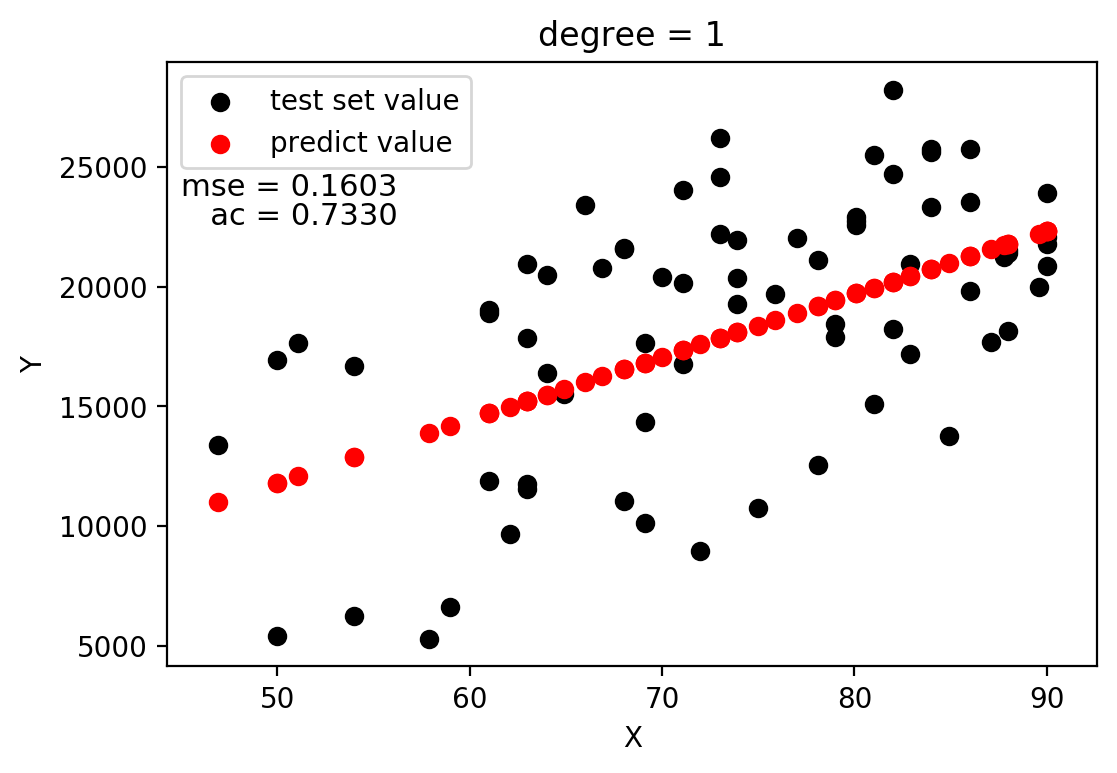 degree = 1
test set value
predict value
mse = 0.1603
ac = 0.7330
25000
20000
15000
10000
5000
Y
50 60 70 80 90
X